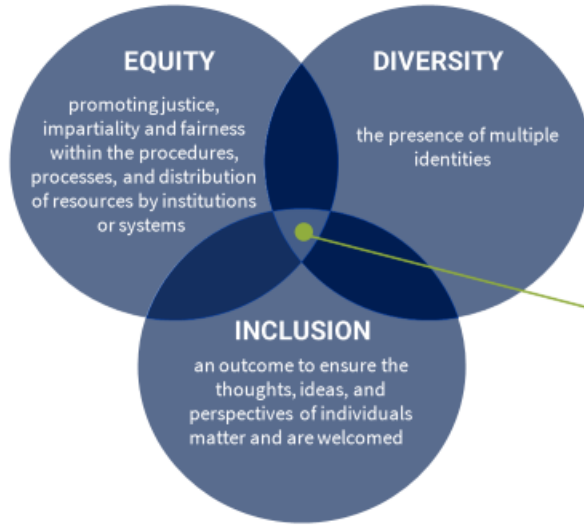 EQUITY
promoting justice,
impartiality and fairness
within the procedures,
processes, and distribution
of resources by institutions
or systems
DIVERSITY
the presence of multiple
identities
INCLUSION
an outcome to ensure the
thoughts, ideas, and
perspectives of individuals
matter and are welcomed